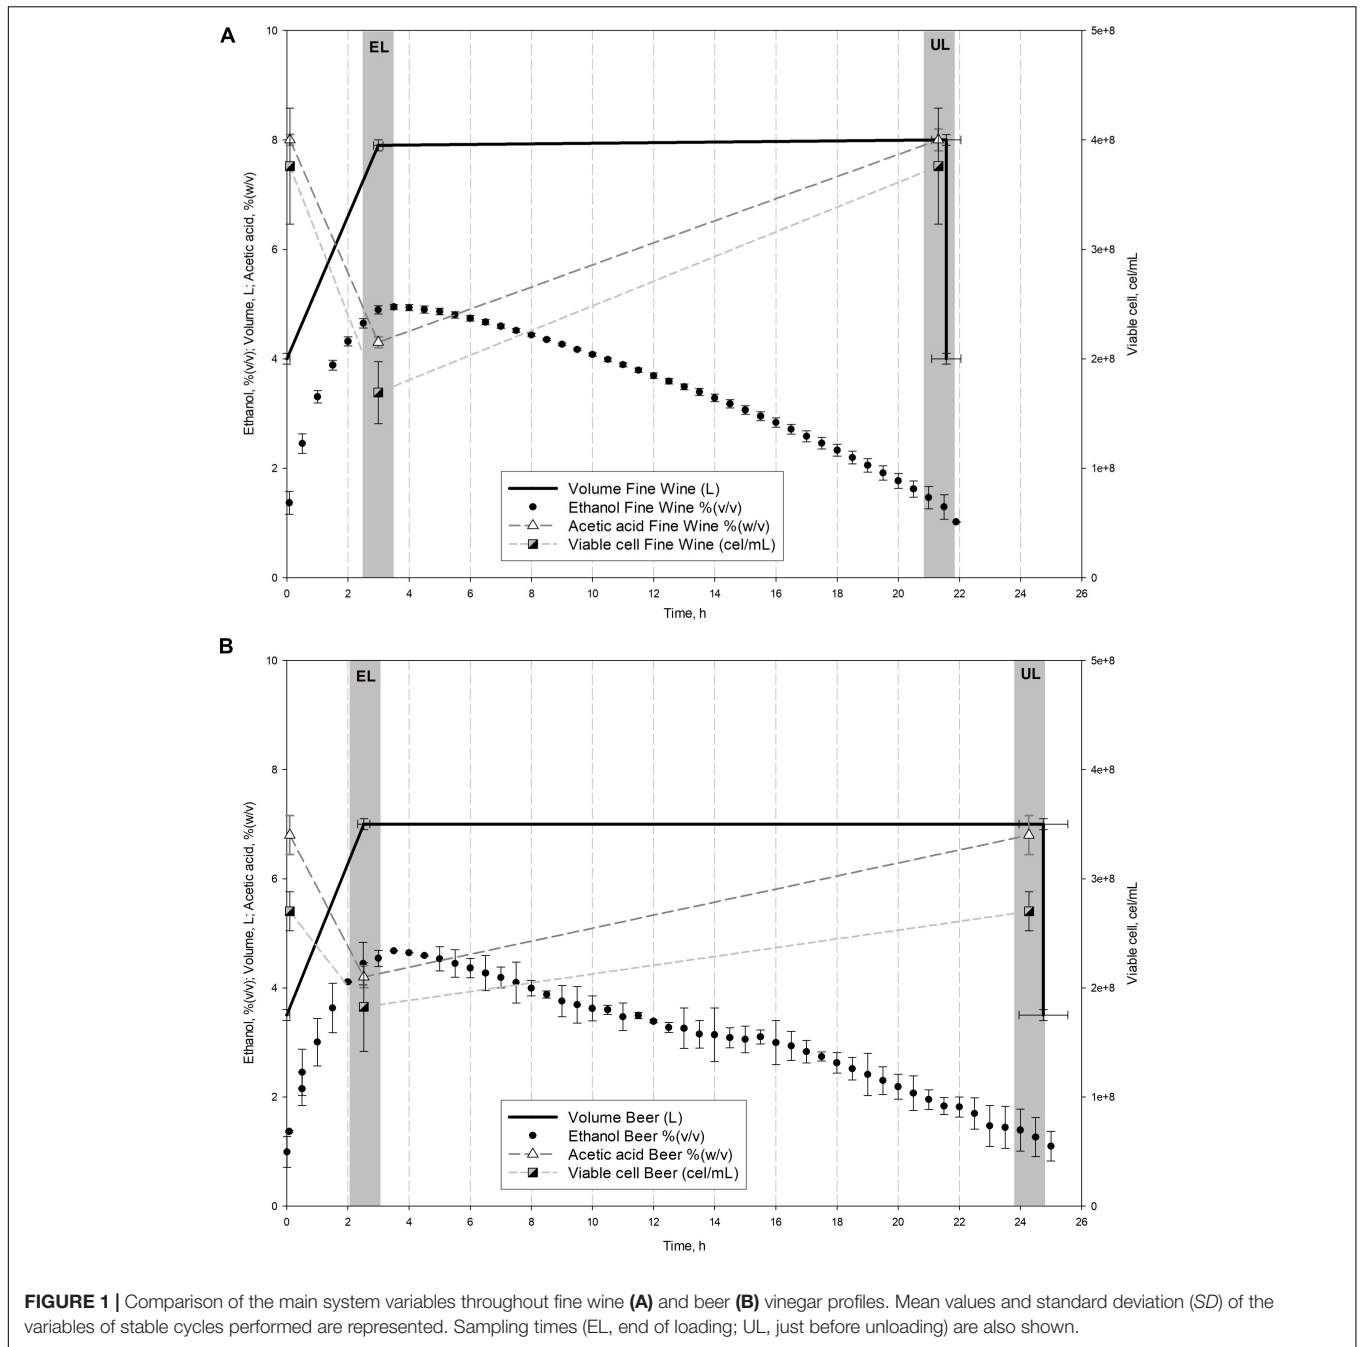 A
EL
UL
10
8
6
4
2
0
Ethanol, %(v/v); Volume, L; Acetic acid, %(w/v)
5e+8
4e+8
3e+8
2e+8
1e+8
0
Viable cell, cel/mL
Volume Fine Wine (L)
Ethanol Fine Wine %(v/v)
Acetic acid Fine Wine %(w/v)
Viable cell Fine Wine (cel/mL)
0 2 4 6 8 10 12 14 16 18 20 22 24 26
Time, h
B
EL
UL
10
8
6
4
2
0
Ethanol, %(v/v); Volume, L; Acetic acid, %(w/v)
5e+8
4e+8
3e+8
2e+8
1e+8
0
Viable cell, cel/mL
Volume Beer (L)
Ethanol Beer %(v/v)
Acetic acid Beer %(w/v)
Viable cell Beer (cel/mL)
0 2 4 6 8 10 12 14 16 18 20 22 24 26
Time, h
FIGURE 1 | Comparison of the main system variables throughout fine wine (A) and beer (B) vinegar profiles. Mean values and standard deviation (SD) of the
variables of stable cycles performed are represented. Sampling times (EL, end of loading; UL, just before unloading) are also shown.